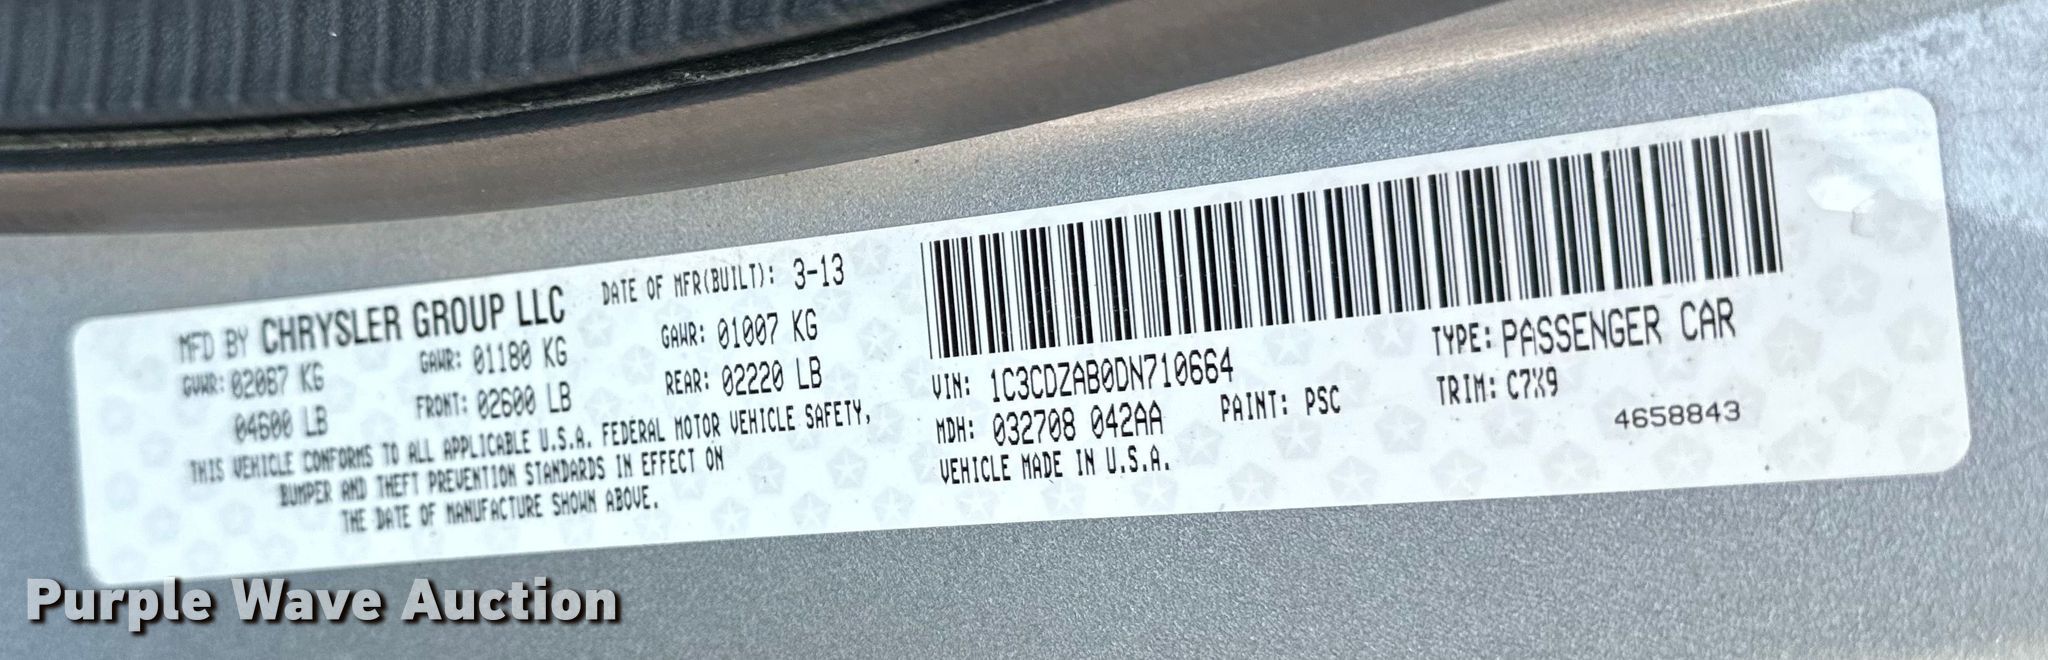 MFD BY CHRYSLER GROUP LLC DATE OF MFR(BUILT): 3-13
GVWR: 02087 KG GAWR: 01180 KG GAWR: 01007 KG
04600 LB FRONT: 02600 LB REAR: 02220 LB
THIS VEHICLE CONFORMS TO ALL APPLICABLE U.S.A. FEDERAL MOTOR VEHICLE SAFETY,
BUMPER AND THEFT PREVENTION STANDARDS IN EFFECT ON
THE DATE OF MANUFACTURE SHOWN ABOVE.
VIN: 1C3CDZAB0DN710664 TYPE: PASSENGER CAR
MDH: 032708 042AA PAINT: PSC TRIM: C7X9
VEHICLE MADE IN U.S.A. 4658843
Purple Wave Auction